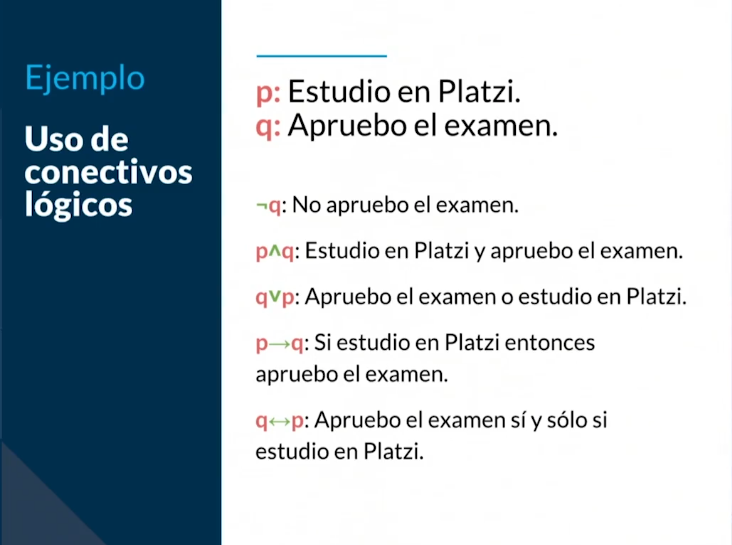 Ejemplo
Uso de
conectivos
lógicos
p: Estudio en Platzi.
q: Apruebo el examen.
¬q: No apruebo el examen.
p^q: Estudio en Platzi y apruebo el examen.
qvp: Apruebo el examen o estudio en Platzi.
p→q: Si estudio en Platzi entonces
apruebo el examen.
q↔p: Apruebo el examen sí y sólo si
estudio en Platzi.